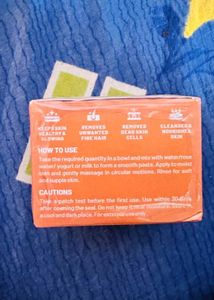 KEEPS SKIN
HEALTHY &
GLOWING
REMOVES
UNWANTED
FINE HAIR
REMOVES
DEAD SKIN
CELLS
CLEANSES &
NOURISHES
SKIN
HOW TO USE
Take the required quantity in a bowl and mix with water/rose
water/ yogurt or milk to form a smooth paste. Apply to moist
skin and gently massage in circular motions. Rinse for soft
and supple skin.
CAUTIONS
Take a patch test before the first use. Use within 30 days
after opening the seal. Do not keep in
a cool and dark place. For external use only.